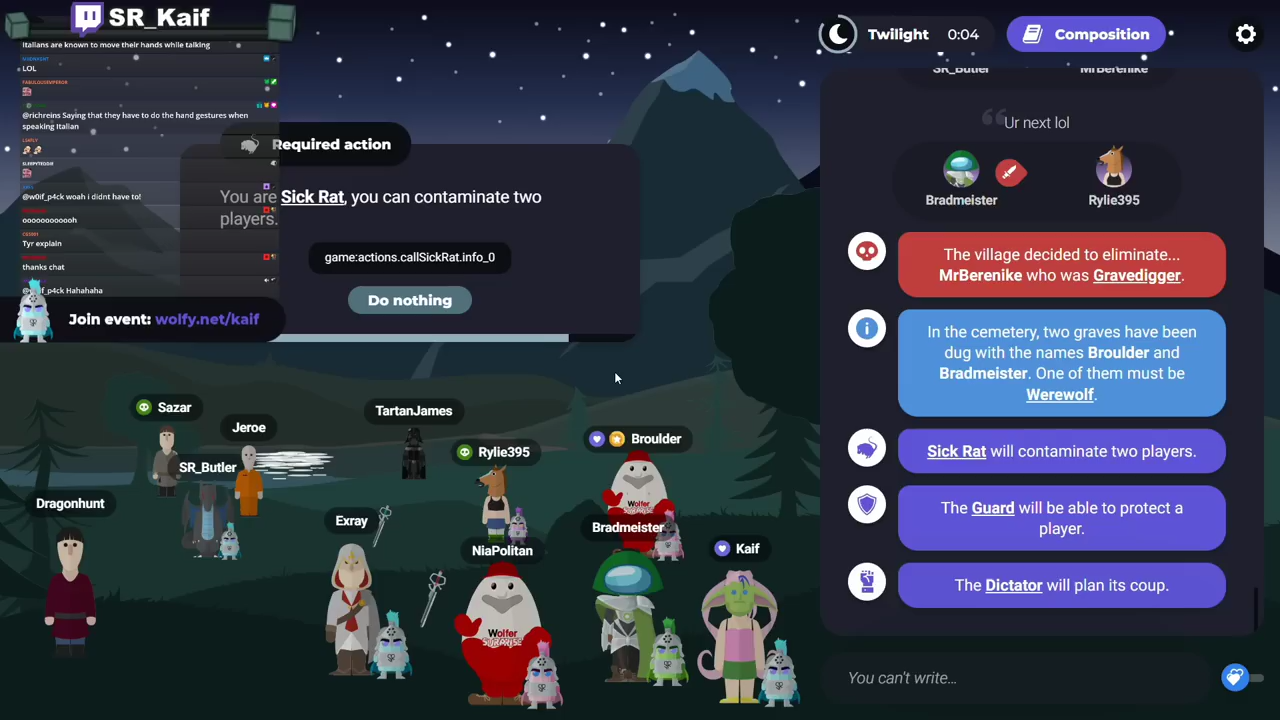 SR_Kaif
Italians are known to move their hands while talking
LOL
@richreins Saying that they have to do the hand gestures when
speaking Italian
@w0if_p4ck woah i didnt have to!
oooooooooooh
Tyr explain
thanks chat
Hahahaha
Join event: wolfy.net/kaif
Required action
You are Sick Rat, you can contaminate two
players.
game:actions.callSickRat.info_0
Do nothing
Twilight 0:04
Composition
SR_Butler MrBerenike
Ur next lol
Bradmeister Rylie395
The village decided to eliminate...
MrBerenike who was Gravedigger.
In the cemetery, two graves have been
dug with the names Broulder and
Bradmeister. One of them must be
Werewolf.
Sick Rat will contaminate two players.
The Guard will be able to protect a
player.
The Dictator will plan its coup.
You can't write...
Sazar
Jeroe
TartanJames
Rylie395
Broulder
SR_Butler
Dragonhunt
Exray
NiaPolitan
Bradmeister
Kaif
Wolfer
SURPRISE
Wolfer
SURPRISE